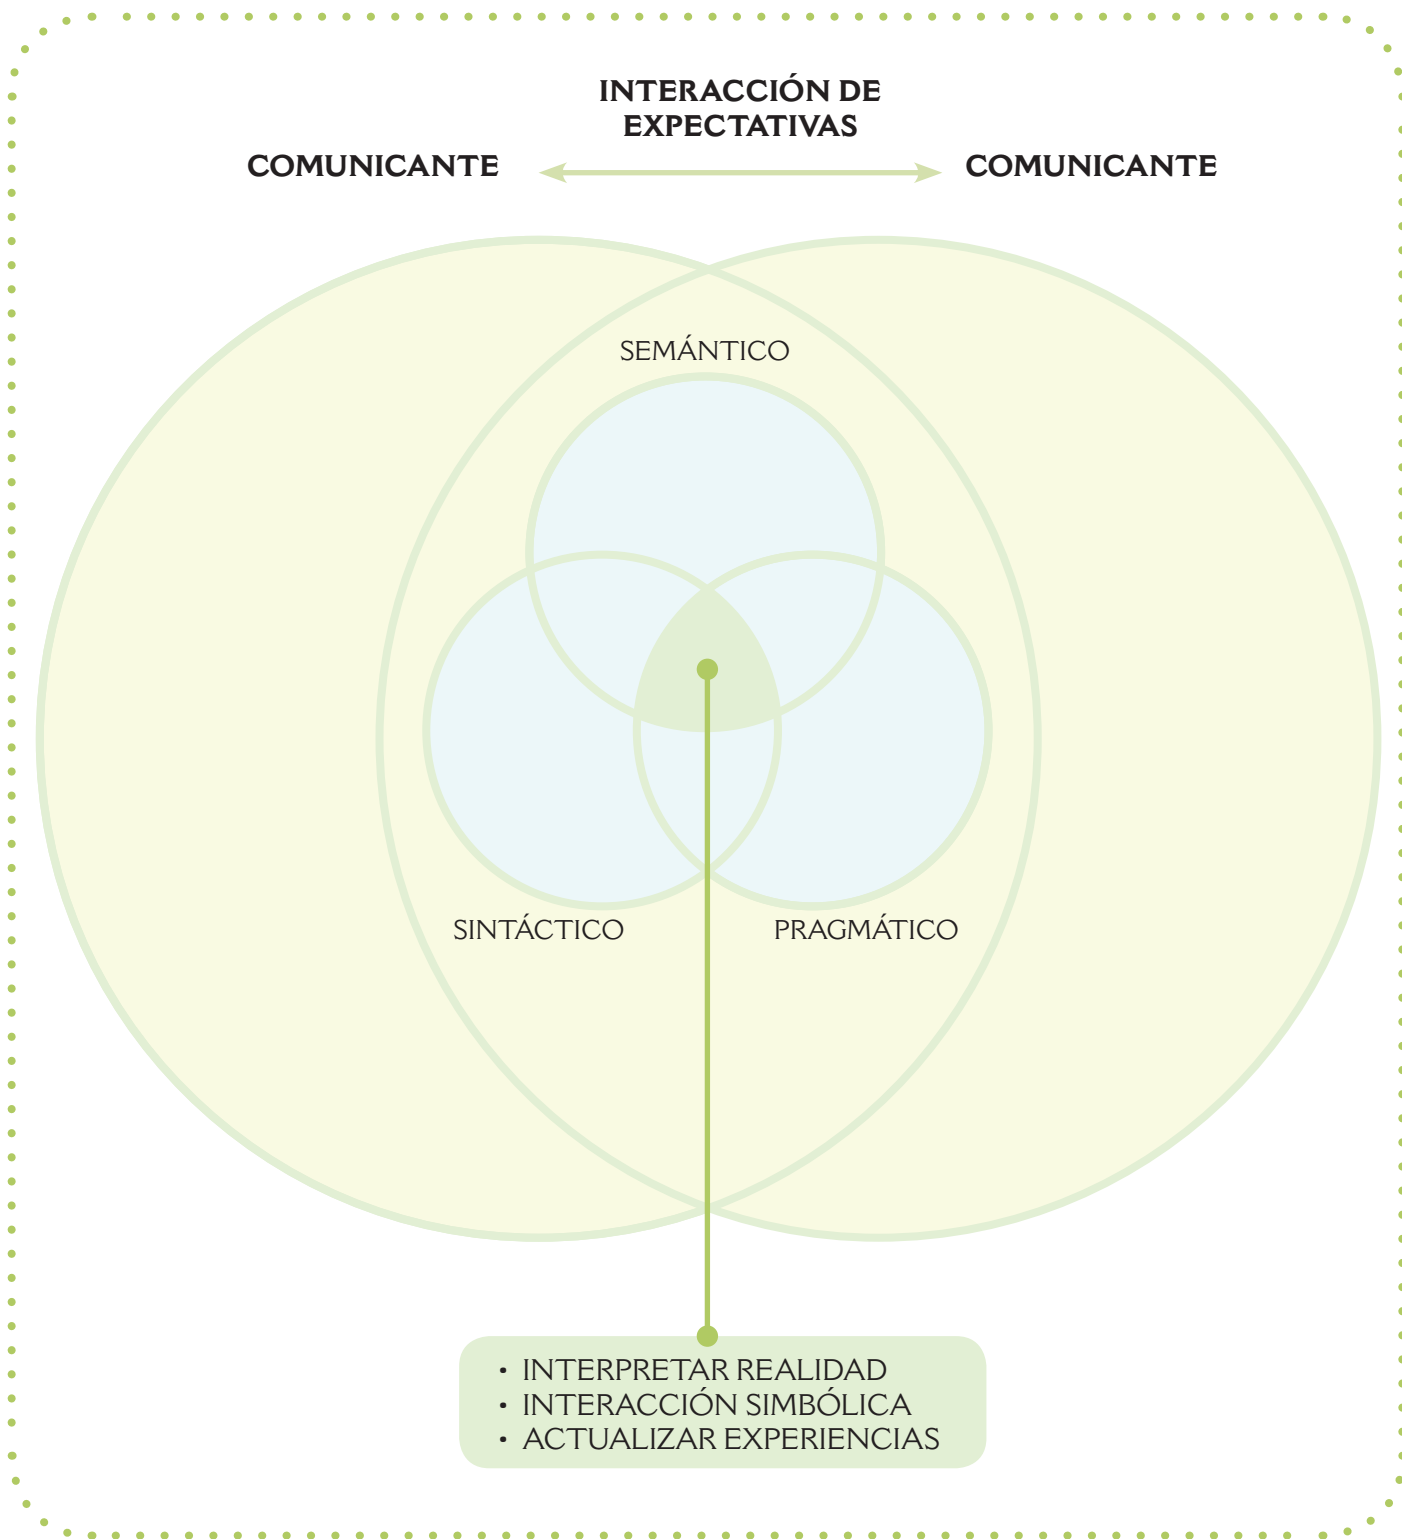 INTERACCIÓN DE
EXPECTATIVAS
COMUNICANTE
COMUNICANTE
SEMÁNTICO
SINTÁCTICO
PRAGMÁTICO
• INTERPRETAR REALIDAD
• INTERACCIÓN SIMBÓLICA
• ACTUALIZAR EXPERIENCIAS